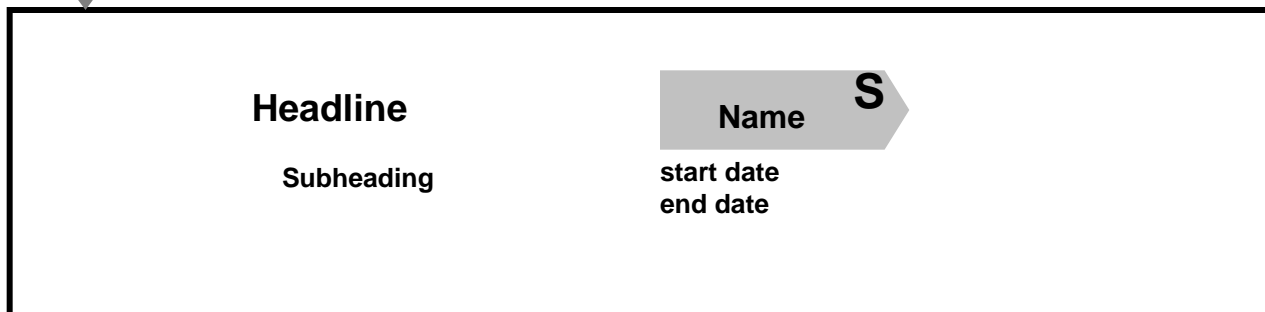 Headline
Subheading
Name
S
start date
end date